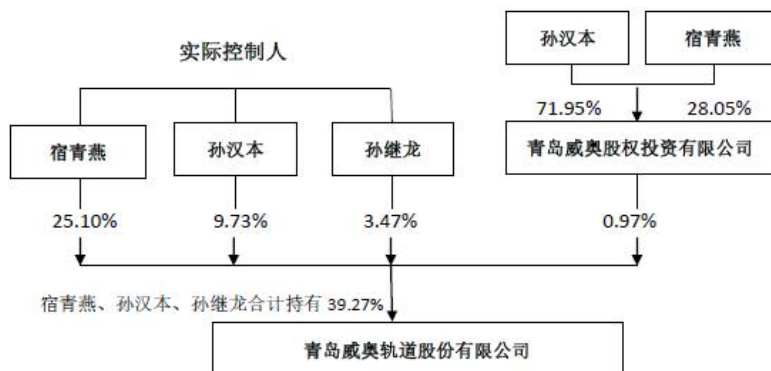 实际控制人
孙汉本
宿青燕
71.95%
28.05%
宿青燕
孙汉本
孙继龙
青岛威奥股权投资有限公司
25.10%
9.73%
3.47%
0.97%
宿青燕、孙汉本、孙继龙合计持有 39.27%
青岛威奥轨道股份有限公司